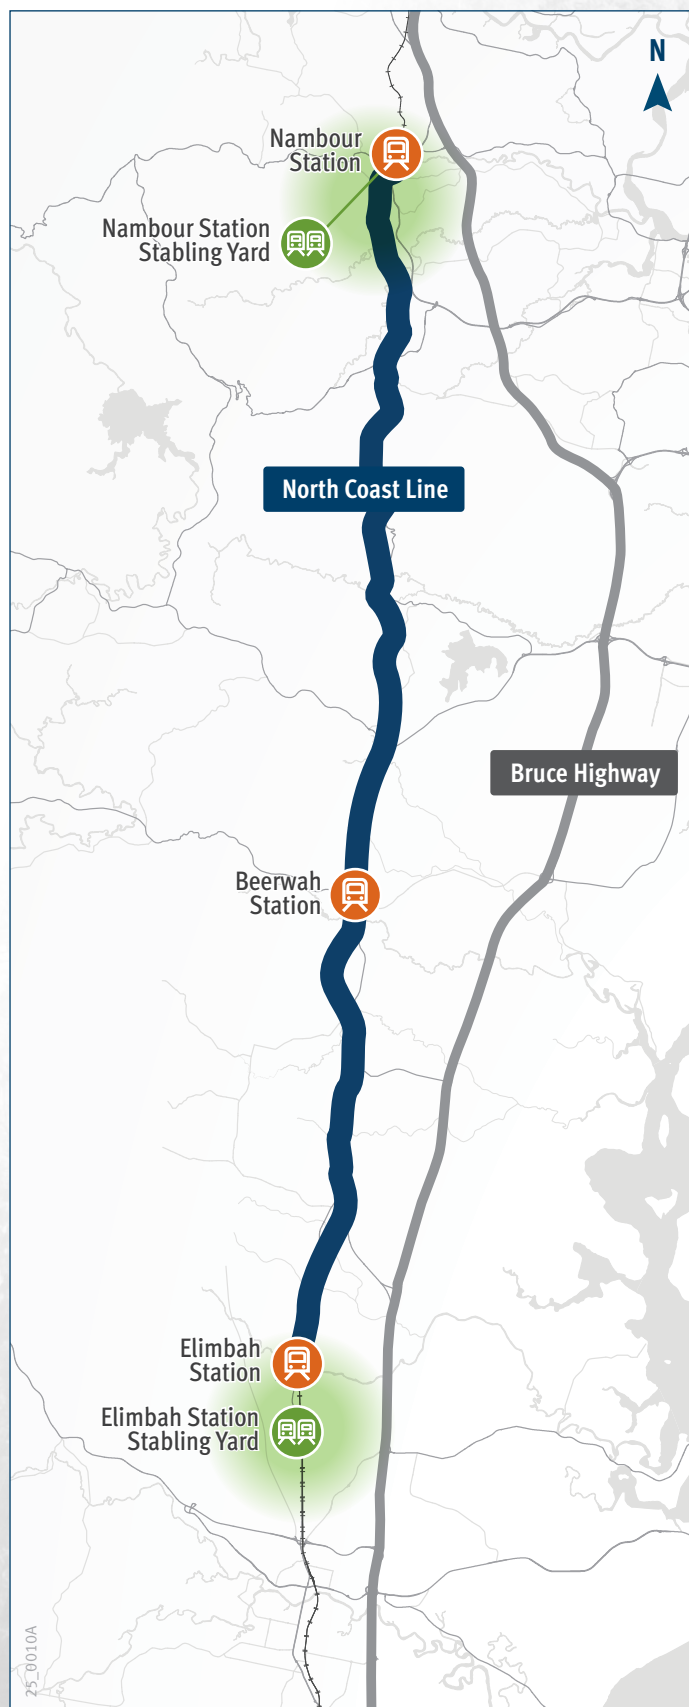 N
Nambour
Station
Nambour Station
Stabling Yard
North Coast Line
Bruce Highway
Beerwah
Station
Elimbah
Station
Elimbah Station
Stabling Yard
25_0010A